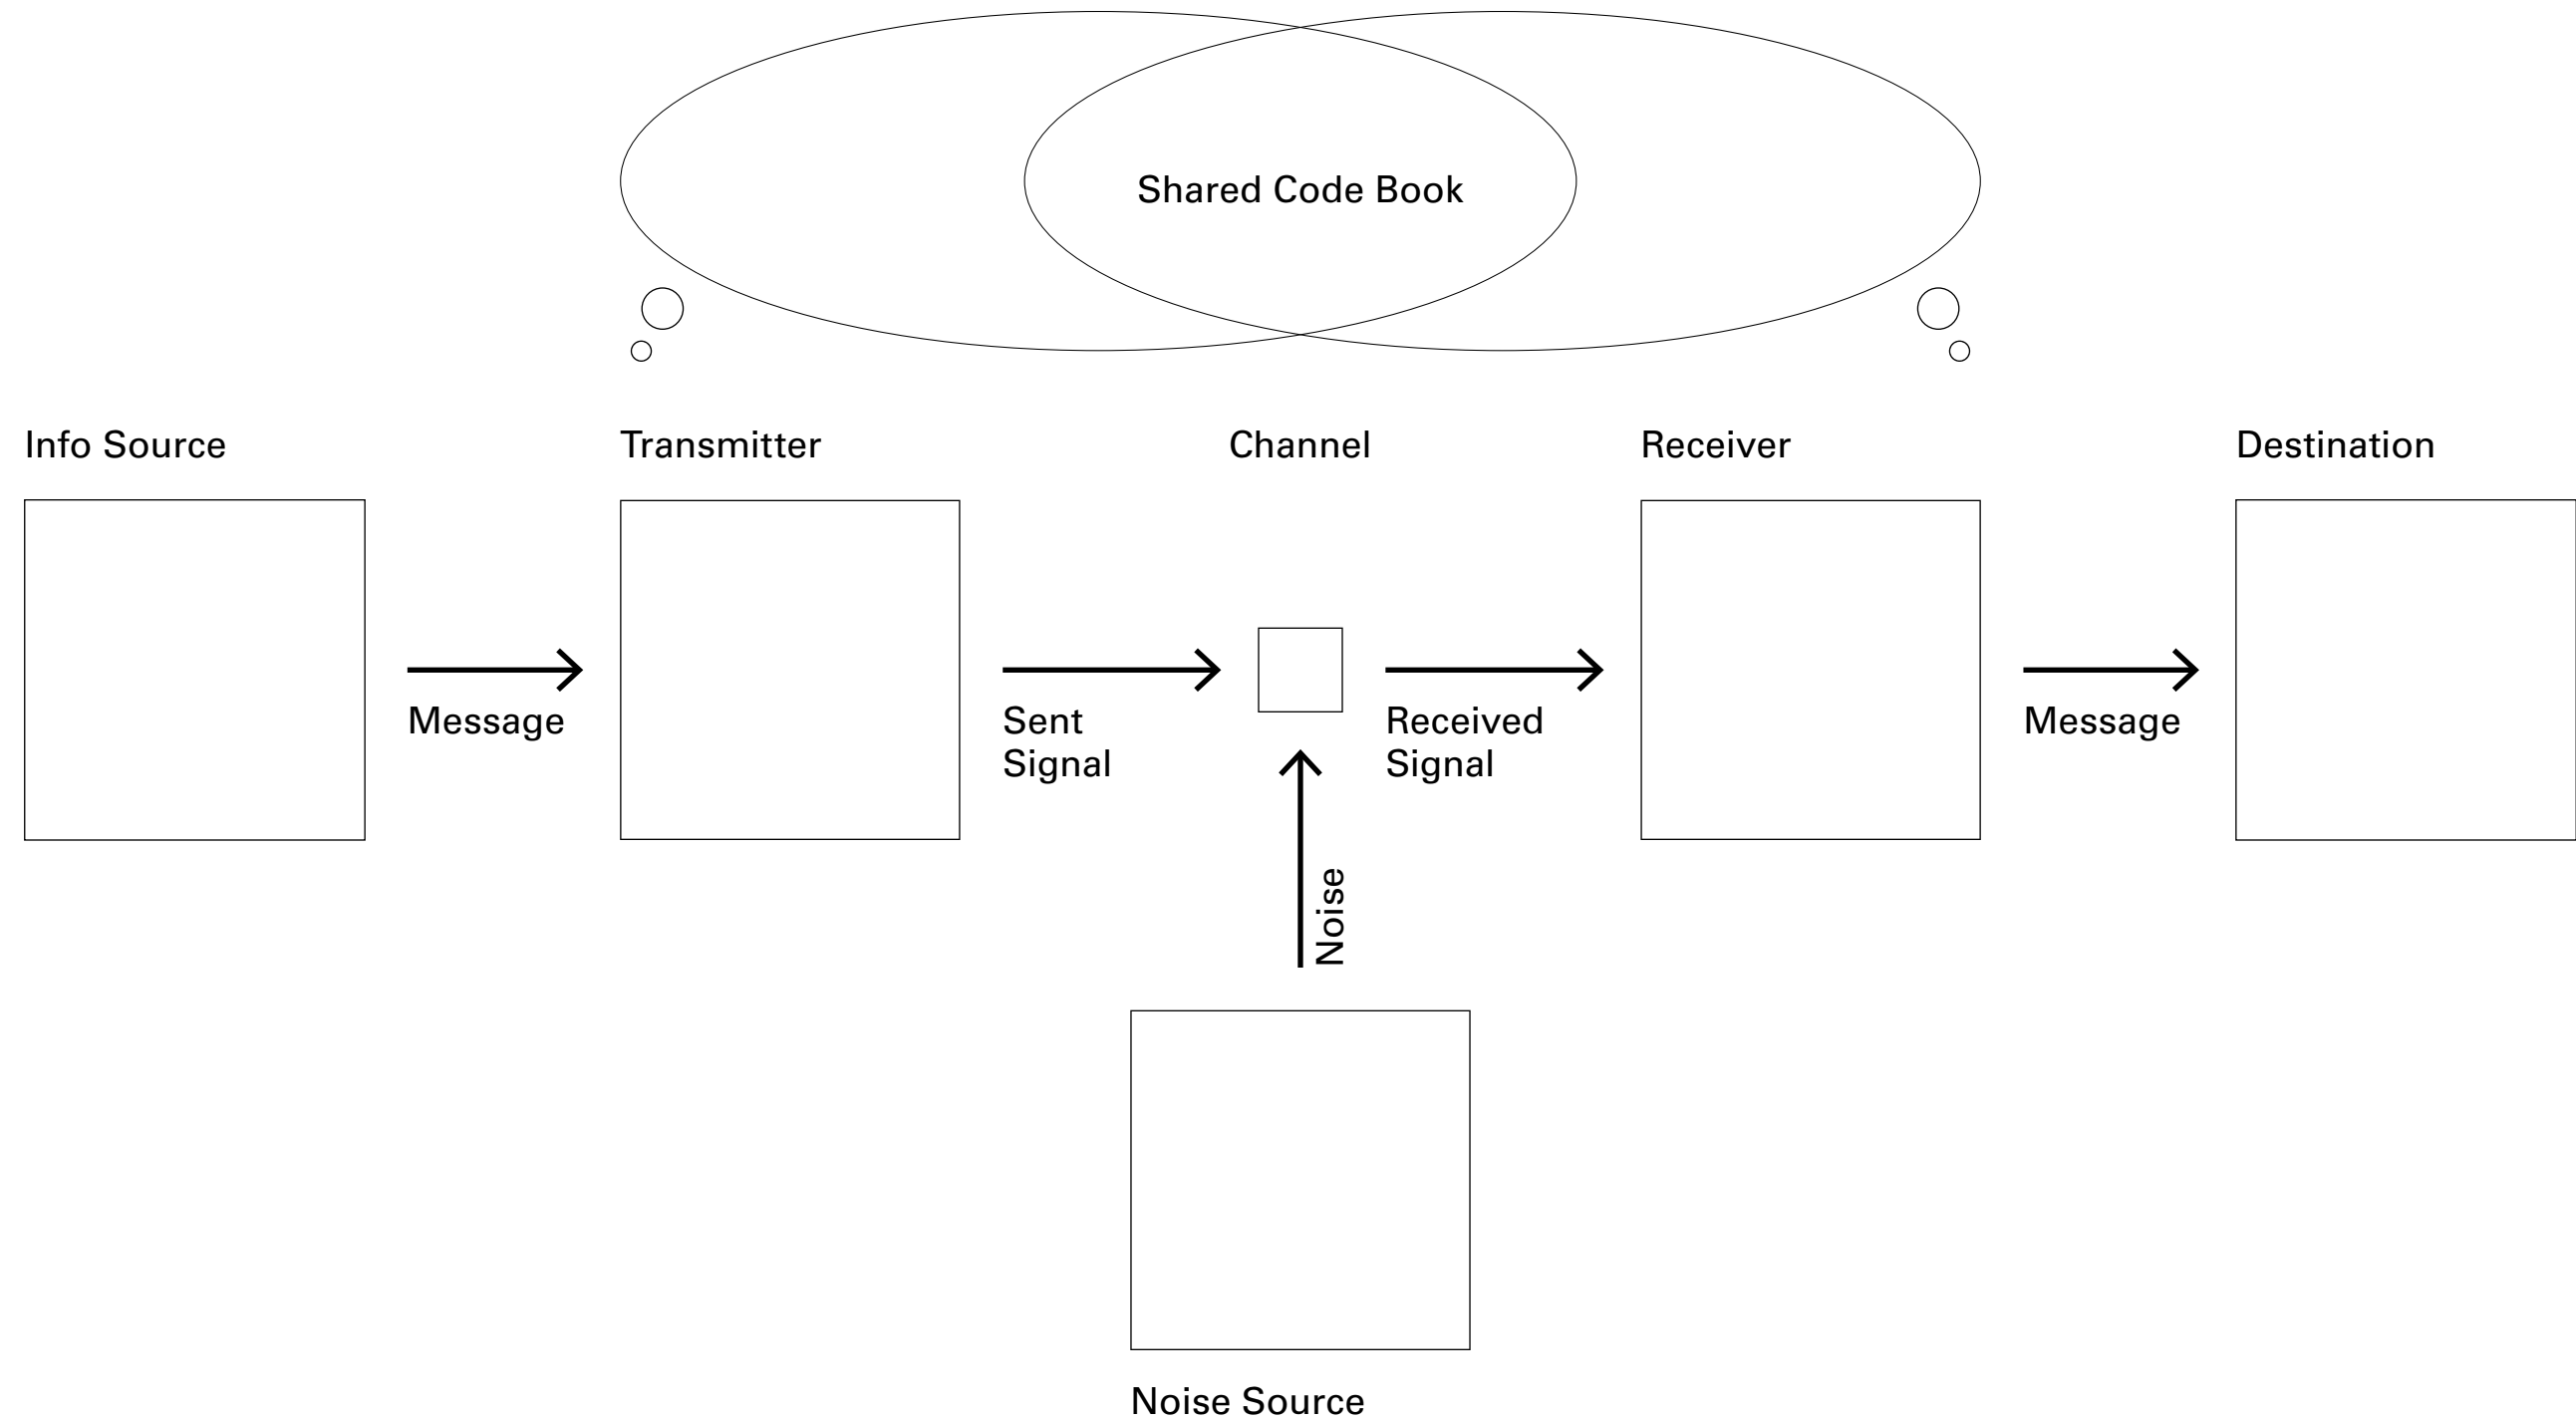 Shared Code Book
Info Source
Transmitter
Channel
Receiver
Destination
Message
Sent
Signal
Received
Signal
Message
Noise
Noise Source